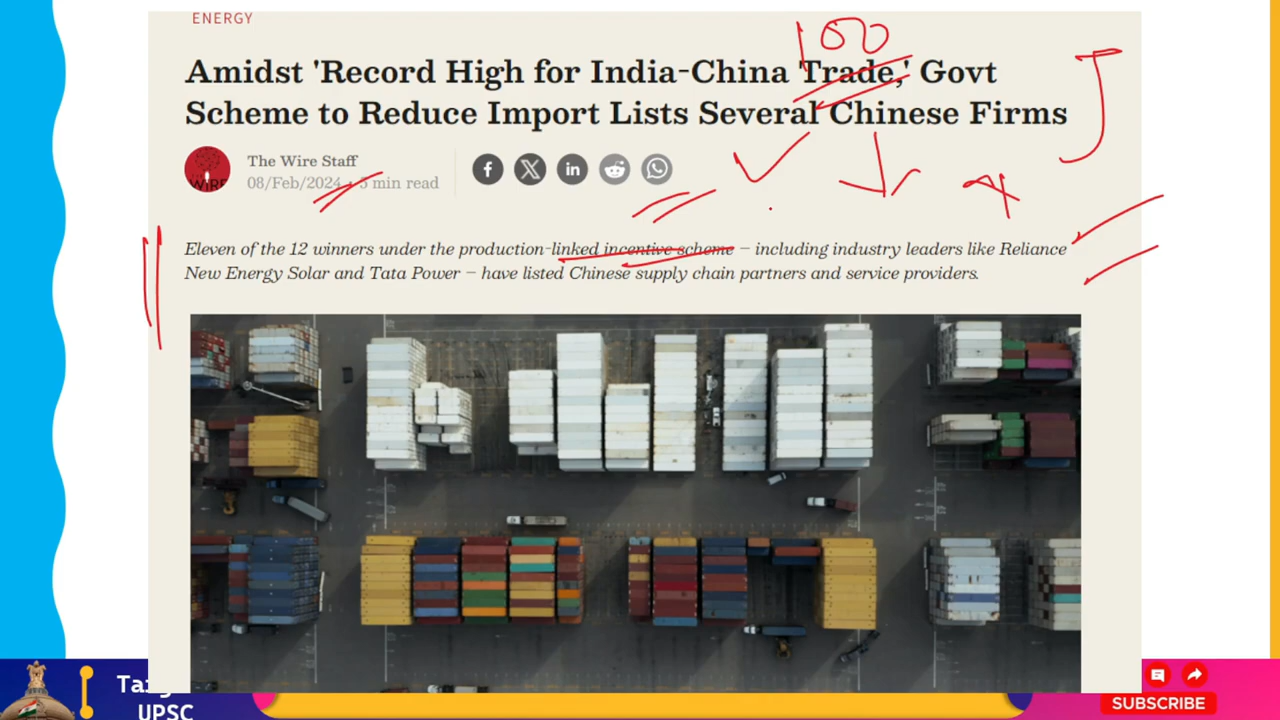 ENERGY
100
Amidst 'Record High for India-China Trade,' Govt
Scheme to Reduce Import Lists Several Chinese Firms
The Wire Staff
08/Feb/2024 5 min read
Eleven of the 12 winners under the production-linked incentive scheme – including industry leaders like Reliance
New Energy Solar and Tata Power – have listed Chinese supply chain partners and service providers.
UPSC
SUBSCRIBE